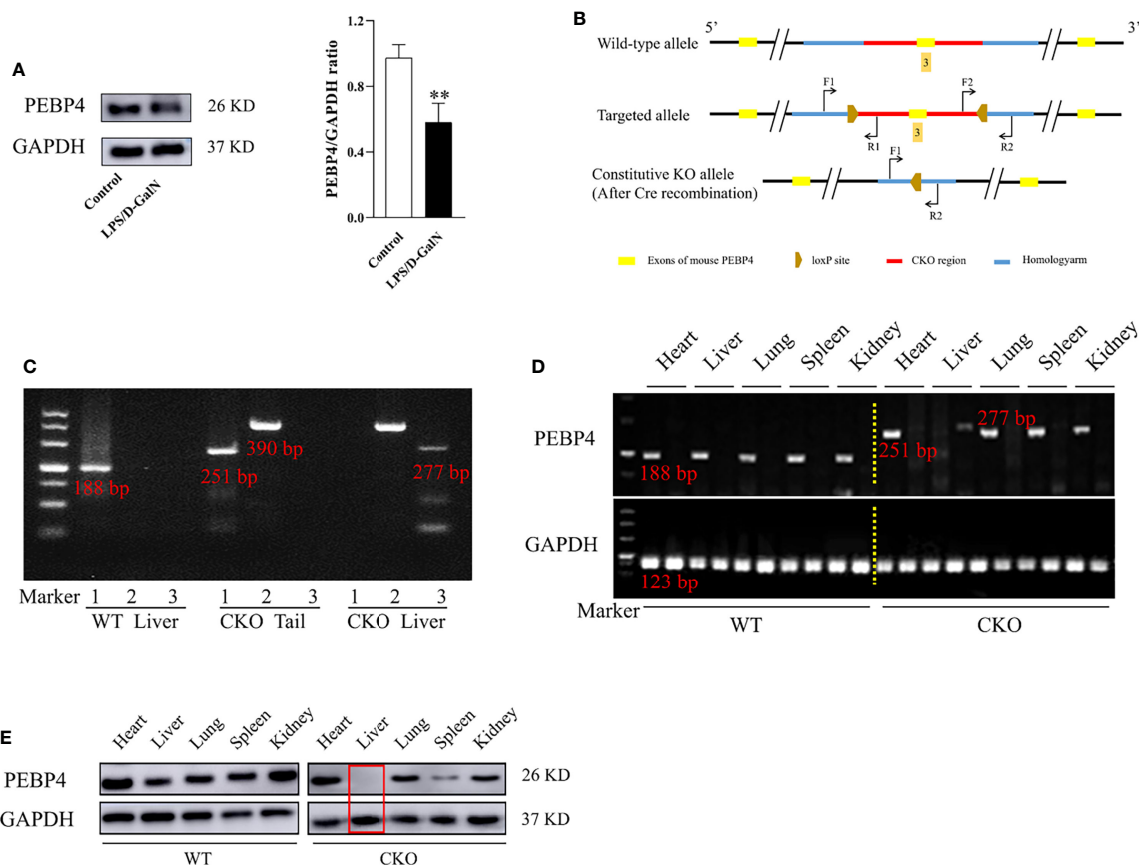 A
PEBP4
26 KD
GAPDH
37 KD
Control
LPS/D-GalN
PEBP4/GAPDH ratio
1.2
0.9
0.6
0.3
0.0
**
Control
LPS/D-GalN
B
5’
3’
Wild-type allele
3
F1
F2
Targeted allele
3
R1
R2
Constitutive KO allele
(After Cre recombination)
F1
R2
Exons of mouse PEBP4
loxP site
CKO region
Homologyarm
C
188 bp
251 bp
390 bp
277 bp
Marker
1 2 3
1 2 3
1 2 3
WT Liver
CKO Tail
CKO Liver
D
Heart Liver Lung Spleen Kidney Heart Liver Lung Spleen Kidney
PEBP4
188 bp
251 bp
277 bp
GAPDH
123 bp
Marker
WT
CKO
E
Heart Liver Lung Spleen Kidney Heart Liver Lung Spleen Kidney
PEBP4
26 KD
GAPDH
37 KD
WT
CKO